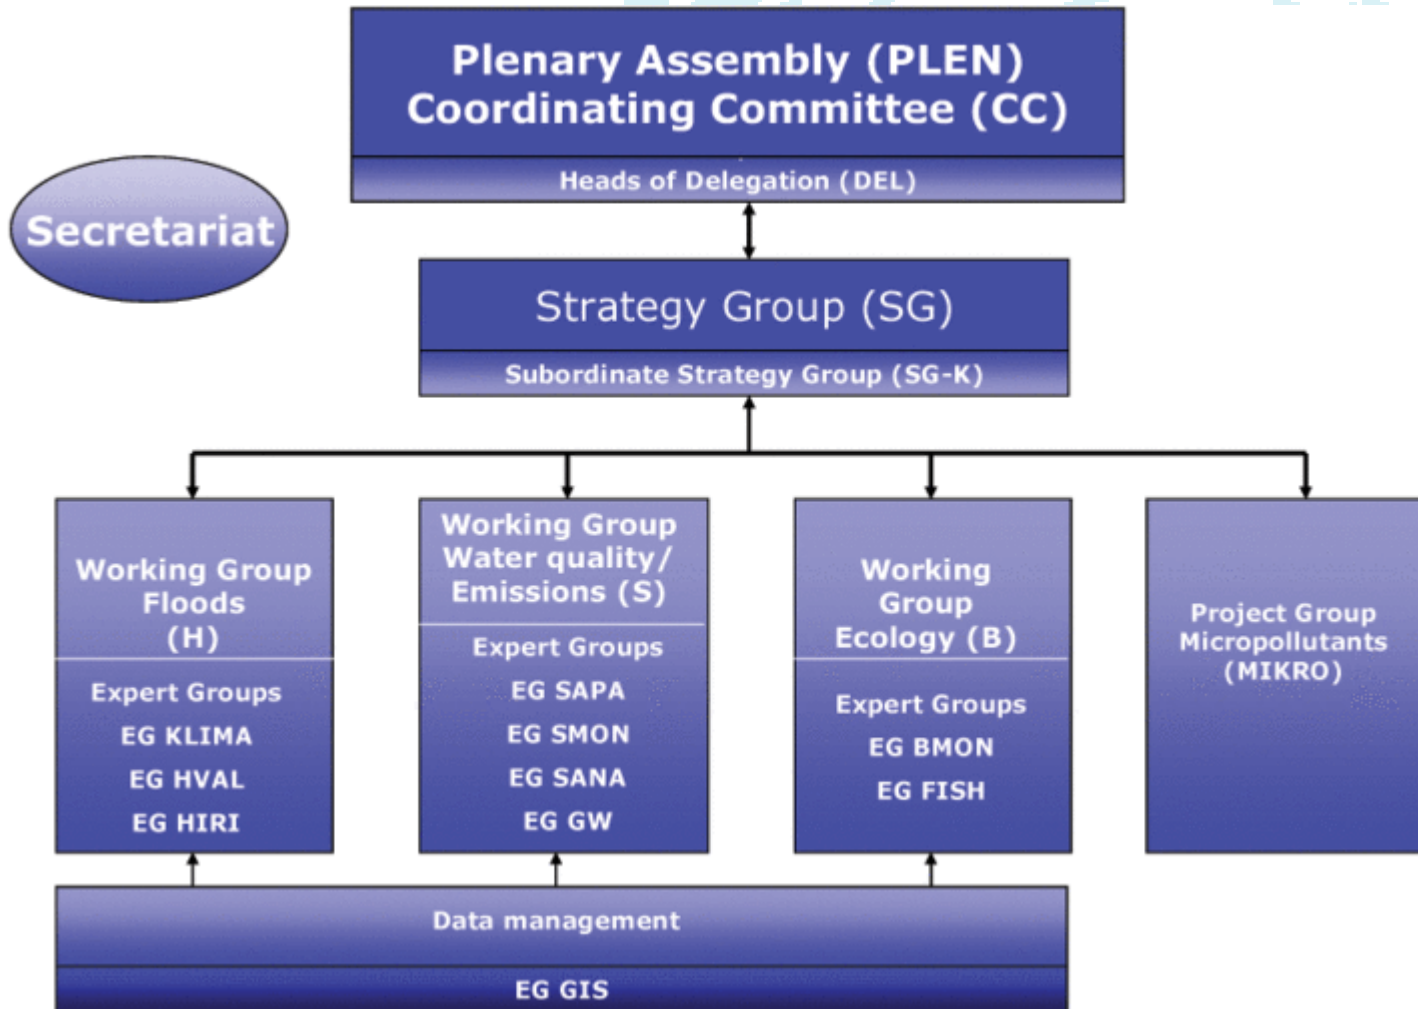 Plenary Assembly (PLEN)
Coordinating Committee (CC)
Heads of Delegation (DEL)
Secretariat
Strategy Group (SG)
Subordinate Strategy Group (SG-K)
Working Group
Floods
(H)
Expert Groups
EG KLIMA
EG HVAL
EG HIRI
Working Group
Water quality/
Emissions (S)
Expert Groups
EG SAPA
EG SMON
EG SANA
EG GW
Working
Group
Ecology (B)
Expert Groups
EG BMON
EG FISH
Project Group
Micropollutants
(MIKRO)
Data management
EG GIS